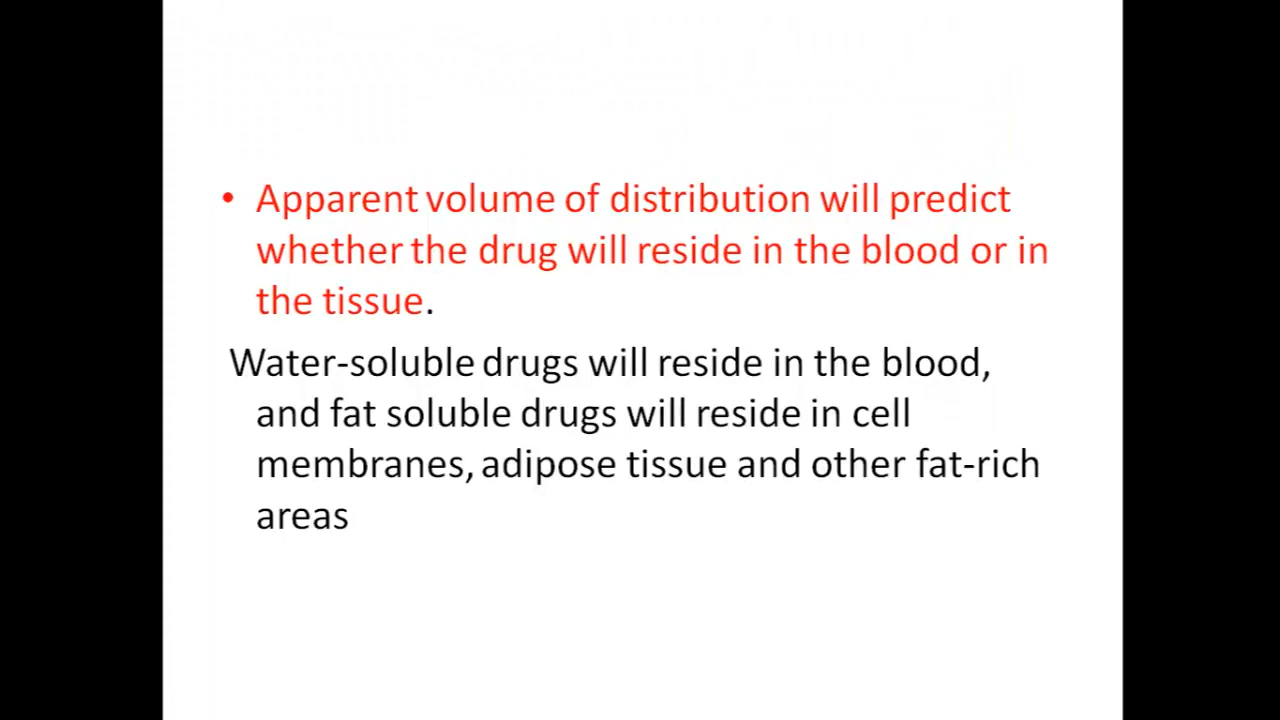 • Apparent volume of distribution will predict
whether the drug will reside in the blood or in
the tissue.
Water-soluble drugs will reside in the blood,
and fat soluble drugs will reside in cell
membranes, adipose tissue and other fat-rich
areas